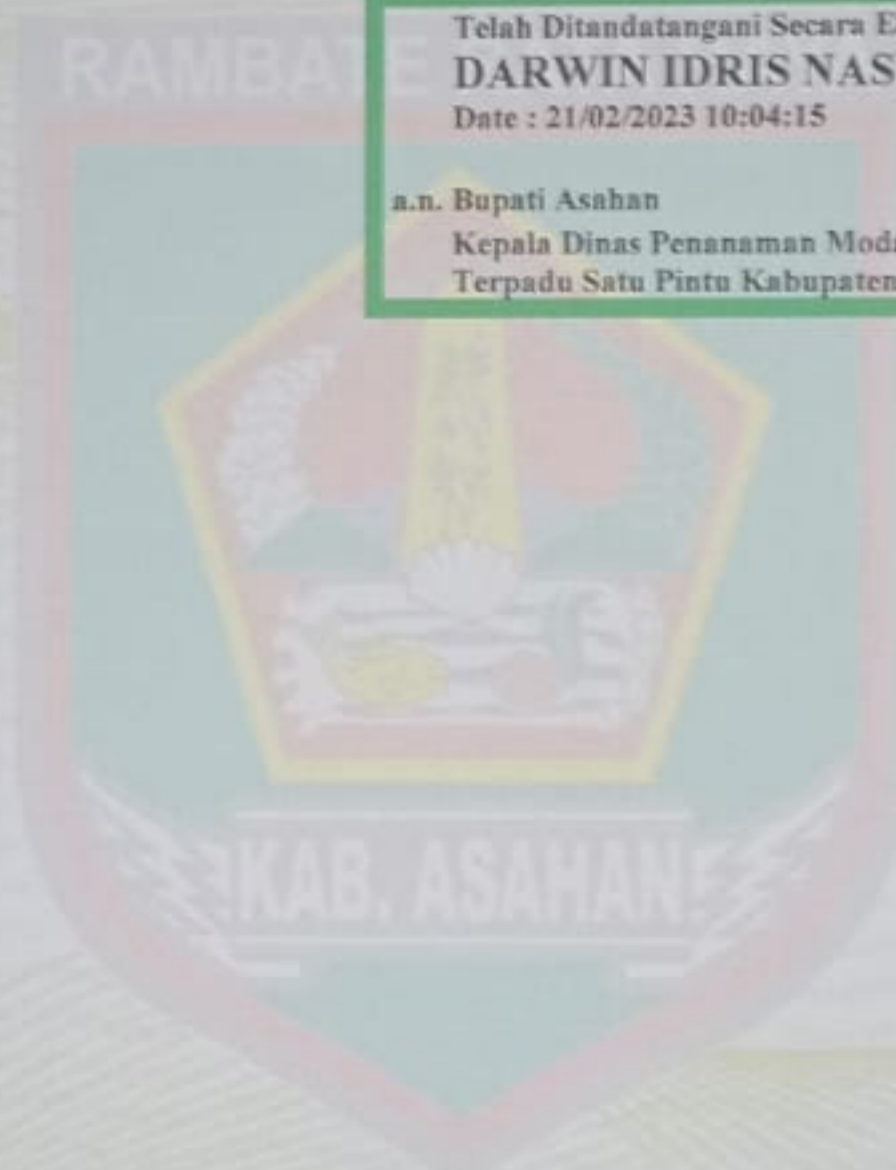 Telah Ditandatangani Secara E
DARWIN IDRIS NAS
Date : 21/02/2023 10:04:15
a.n. Bupati Asahan
Kepala Dinas Penanaman Moda
Terpadu Satu Pintu Kabupaten
RAMBATE
KAB. ASAHAN